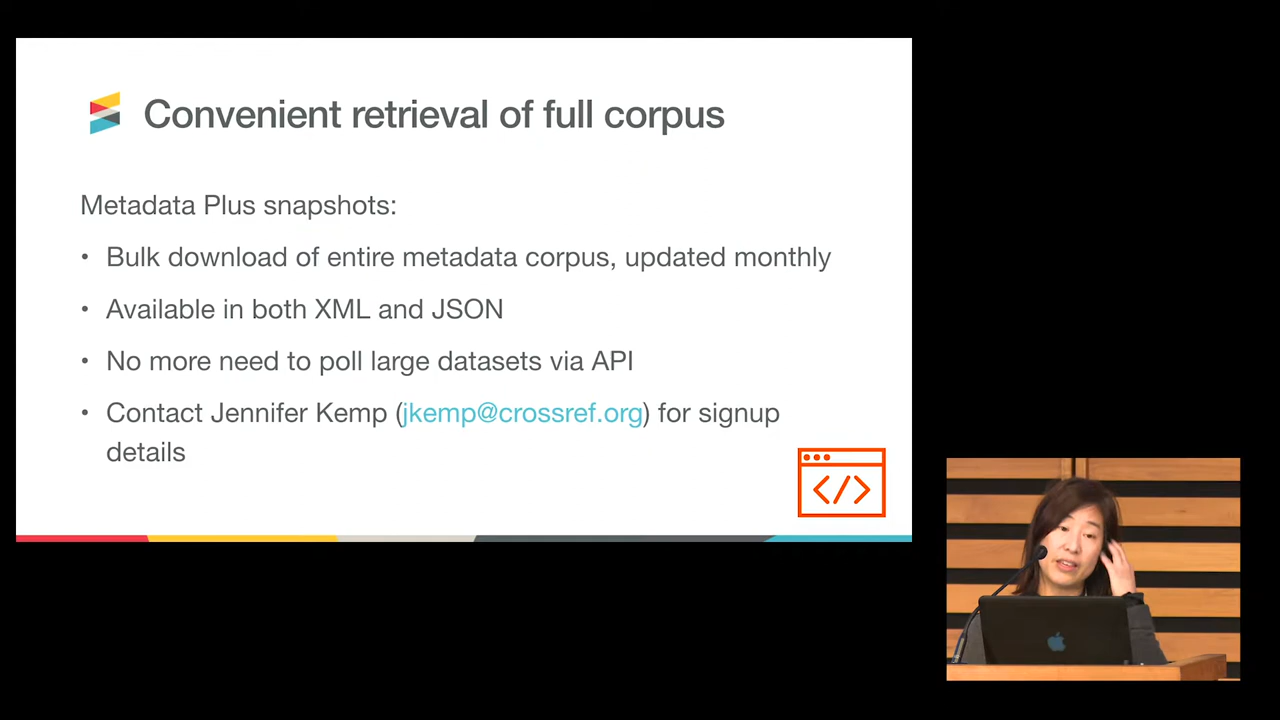 Convenient retrieval of full corpus
Metadata Plus snapshots:
• Bulk download of entire metadata corpus, updated monthly
• Available in both XML and JSON
• No more need to poll large datasets via API
• Contact Jennifer Kemp (jkemp@crossref.org) for signup
details